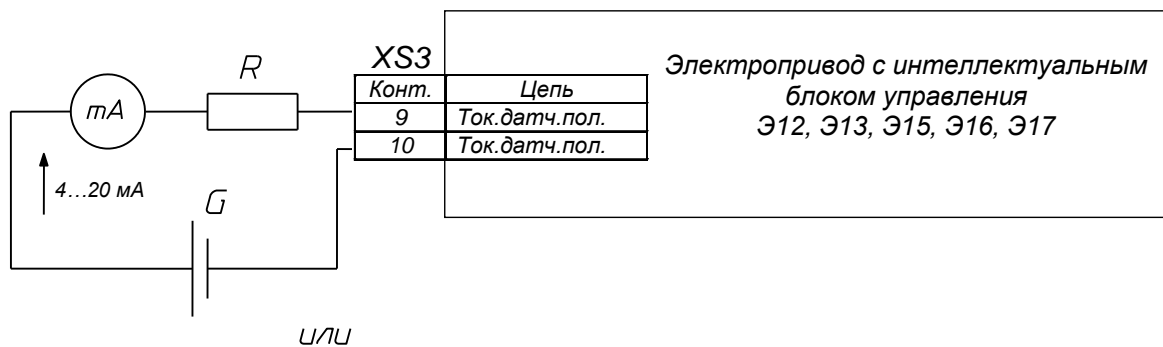 XS3
Конт. Цепь
9 Ток.датч.пол.
10 Ток.датч.пол.
Электропривод с интеллектуальным
блоком управления
Э12, Э13, Э15, Э16, Э17
R
mA
4...20 мА
G
или